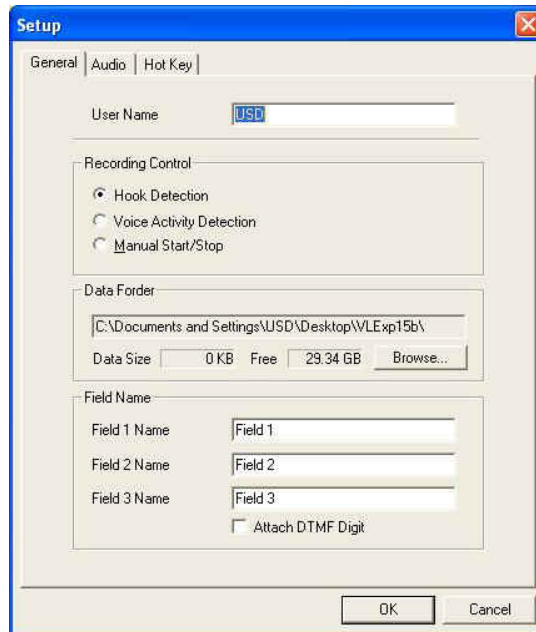 Setup
General Audio Hot Key
User Name USD
Recording Control
Hook Detection
Voice Activity Detection
Manual Start/Stop
Data Forder
C:\Documents and Settings\USD\Desktop\VLExp15b\
Data Size 0 KB Free 29.34 GB Browse...
Field Name
Field 1 Name Field 1
Field 2 Name Field 2
Field 3 Name Field 3
Attach DTMF Digit
OK Cancel